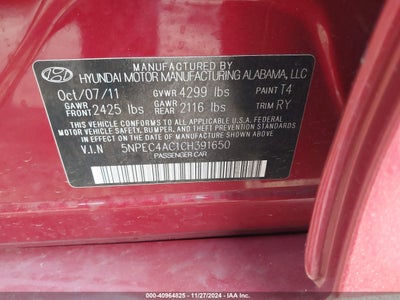 MANUFACTURED BY
HYUNDAI MOTOR MANUFACTURING ALABAMA, LLC
Oct/07/11 GVWR 4299 lbs PAINT T4
GAWR FRONT 2425 lbs GAWR REAR 2116 lbs TRIM RY
THIS VEHICLE CONFORMS TO ALL APPLICABLE U.S. FEDERAL
MOTOR VEHICLE SAFETY, BUMPER, AND THEFT PREVENTION
STANDARDS IN EFFECT ON THE DATE OF MANUFACTURE
SHOWN ABOVE.
V.I.N 5NPEC4AC1CH391650
PASSENGER CAR
000-40964825 - 11/27/2024 - IAA Inc.